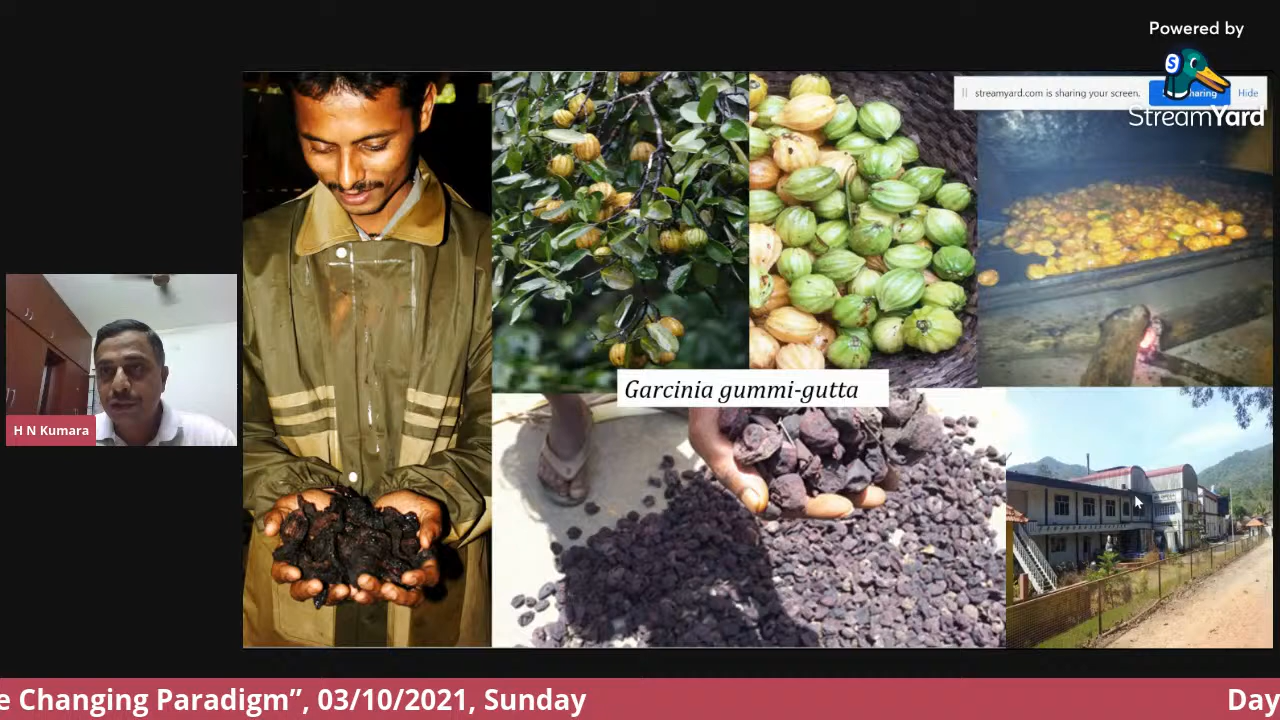 Powered by
streamyard.com is sharing your screen.
Hide
StreamYard
Garcinia gummi-gutta
H N Kumara
e Changing Paradigm”, 03/10/2021, Sunday
Day